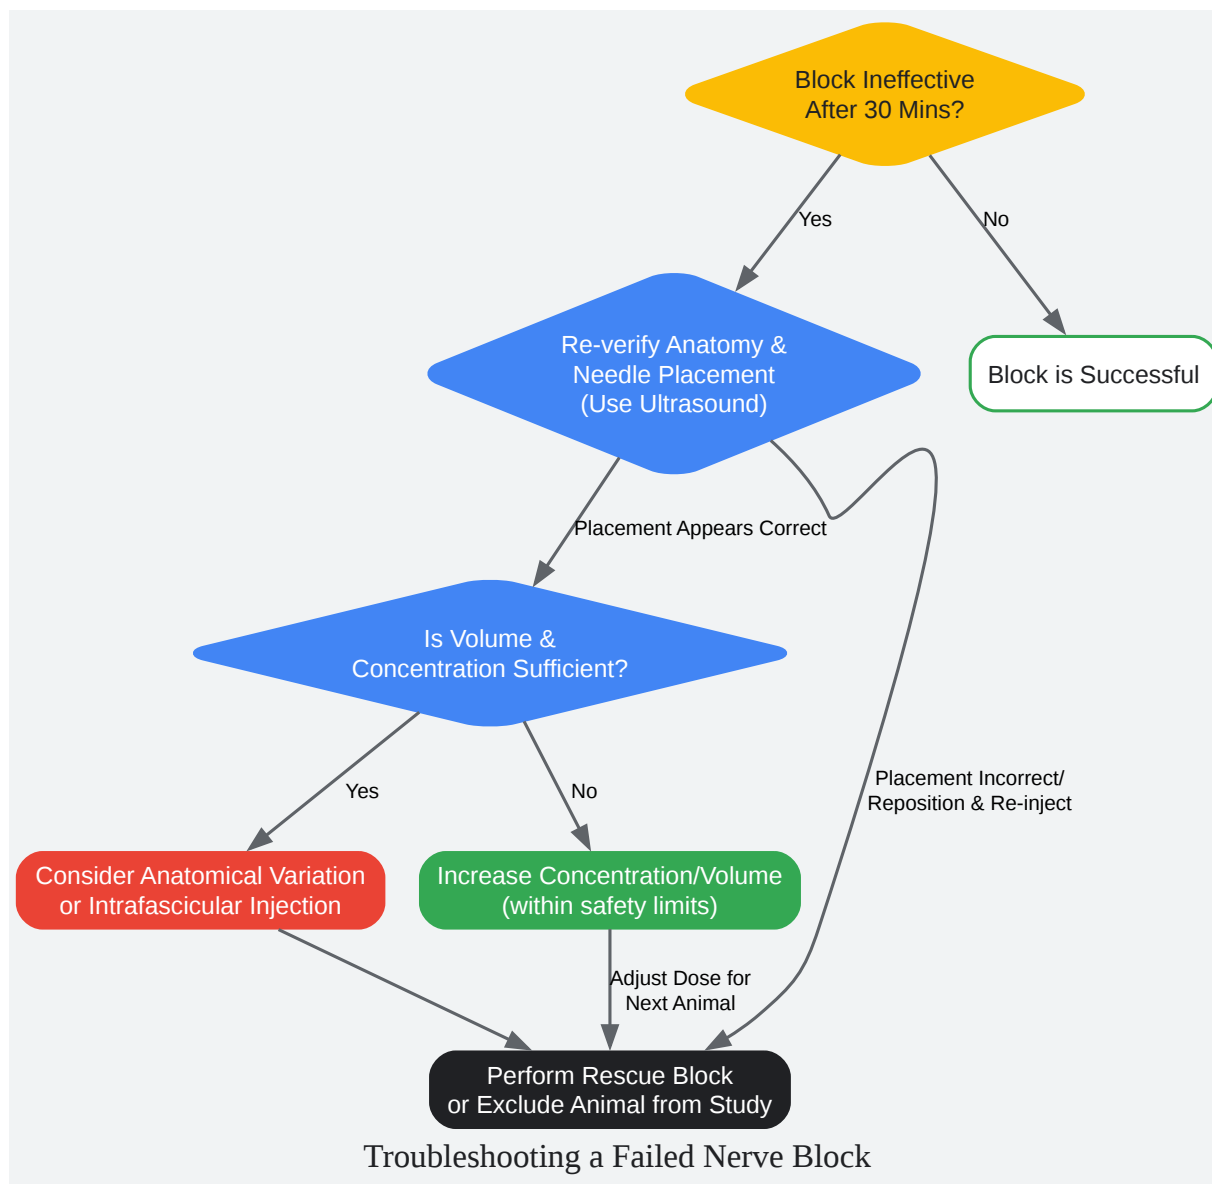 Block Ineffective
After 30 Mins?
Yes
No
Re-verify Anatomy &
Needle Placement
(Use Ultrasound)
Block is Successful
Placement Appears Correct
Is Volume &
Concentration Sufficient?
Yes
No
Placement Incorrect/
Reposition & Re-inject
Consider Anatomical Variation
or Intrafascicular Injection
Increase Concentration/Volume
(within safety limits)
Adjust Dose for
Next Animal
Perform Rescue Block
or Exclude Animal from Study
Troubleshooting a Failed Nerve Block